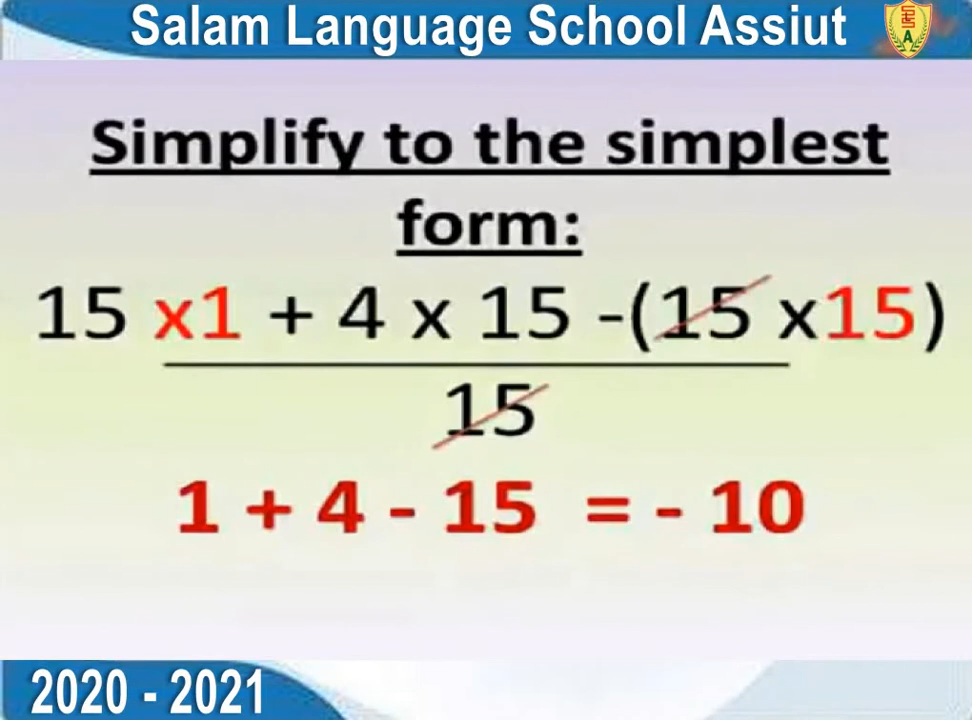 Salam Language School Assiut
A
Simplify to the simplest
form:
15 x1 + 4 x 15 -(15 x15)
15
1 + 4 - 15 = - 10
2020 - 2021